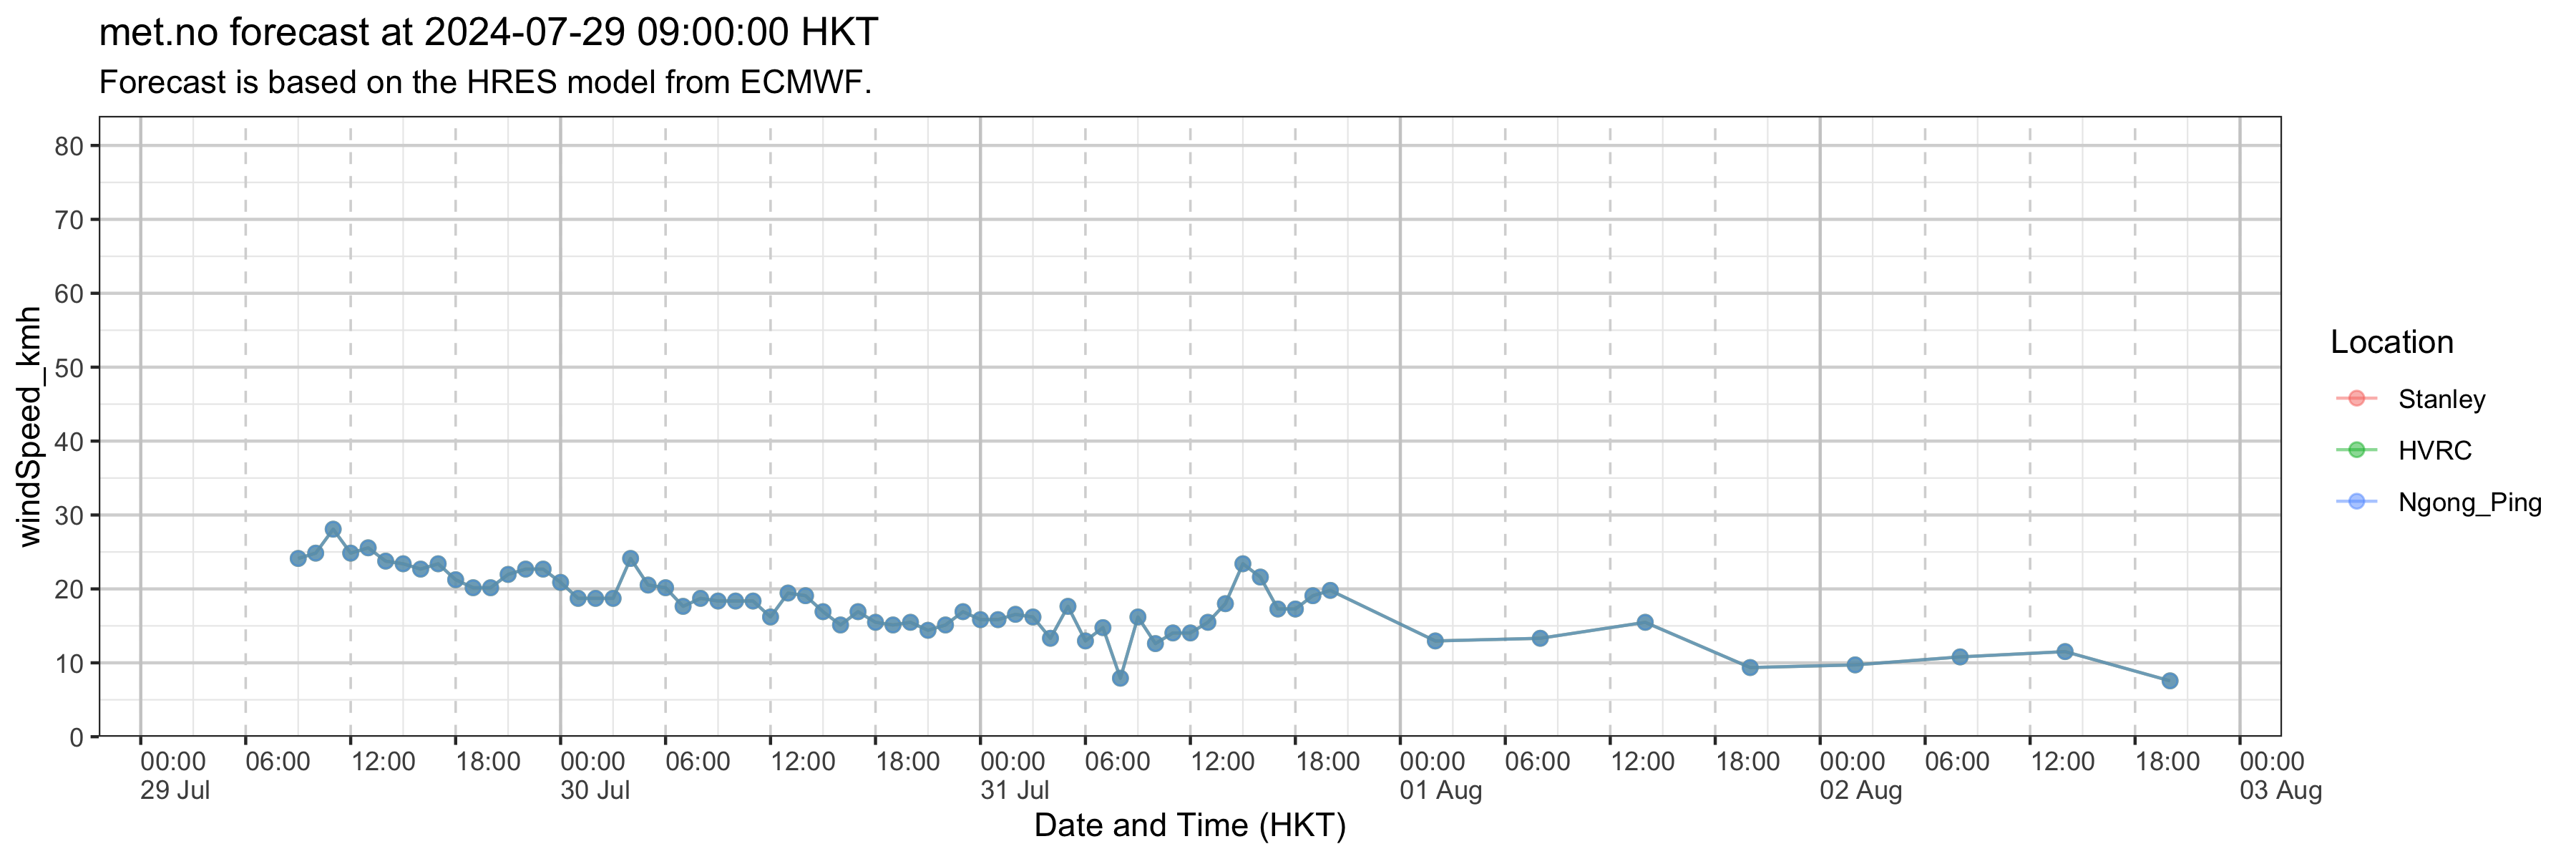 met.no forecast at 2024-07-29 09:00:00 HKT
Forecast is based on the HRES model from ECMWF.
windSpeed_kmh
80
70
60
50
40
30
20
10
0
00:00 06:00 12:00 18:00 00:00 06:00 12:00 18:00 00:00 06:00 12:00 18:00 00:00 06:00 12:00 18:00 00:00 06:00 12:00 18:00 00:00
29 Jul 30 Jul 31 Jul 01 Aug 02 Aug 03 Aug
Date and Time (HKT)
Location
Stanley
HVRC
Ngong_Ping